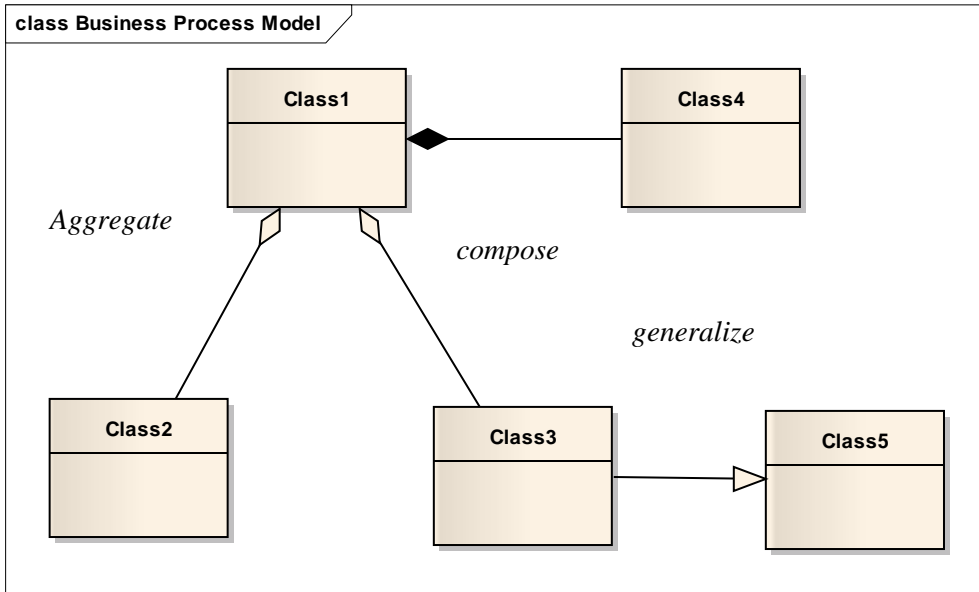 class Business Process Model
Class1
Class4
Aggregate
compose
generalize
Class2
Class3
Class5